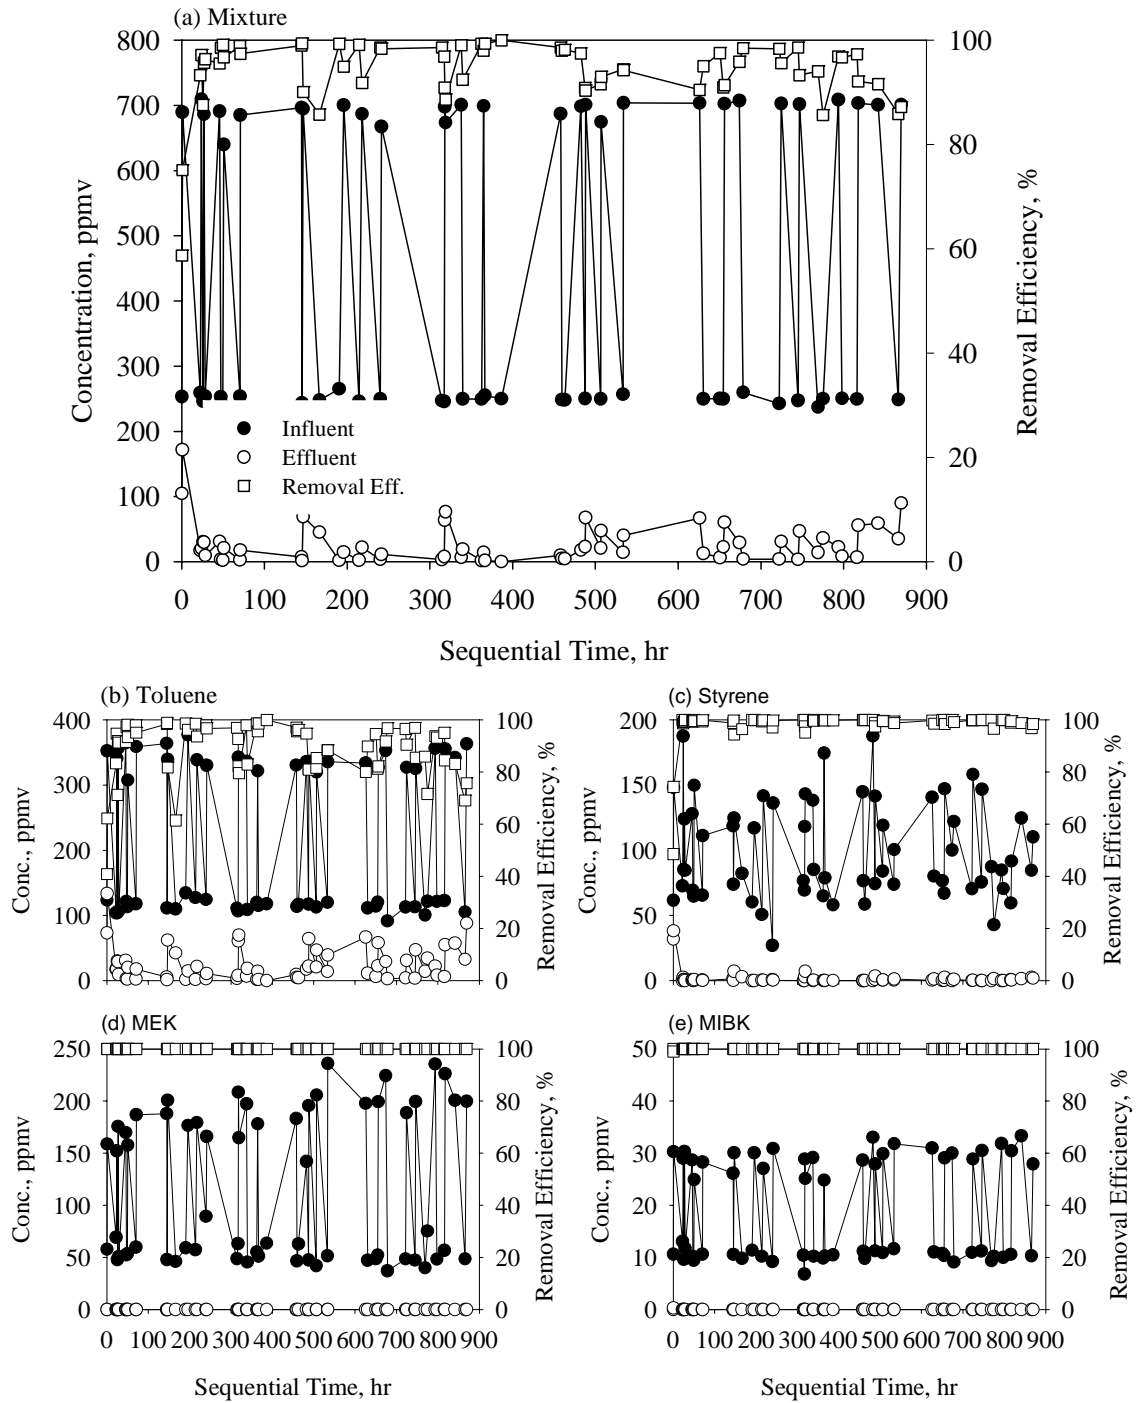 (a) Mixture
800
700
600
500
400
300
200
100
0
Concentration, ppmv
100
80
60
40
20
0
Removal Efficiency, %
Influent
Effluent
Removal Eff.
0 100 200 300 400 500 600 700 800 900
Sequential Time, hr
(b) Toluene
400
300
200
100
0
Conc., ppmv
100
80
60
40
20
0
Removal Efficiency, %
(c) Styrene
200
150
100
50
0
Conc., ppmv
100
80
60
40
20
0
Removal Efficiency, %
(d) MEK
250
200
150
100
50
0
Conc., ppmv
100
80
60
40
20
0
Removal Efficiency, %
0 100 200 300 400 500 600 700 800 900
Sequential Time, hr
(e) MIBK
50
40
30
20
10
0
Conc., ppmv
100
80
60
40
20
0
Removal Efficiency, %
0 100 200 300 400 500 600 700 800 900
Sequential Time, hr